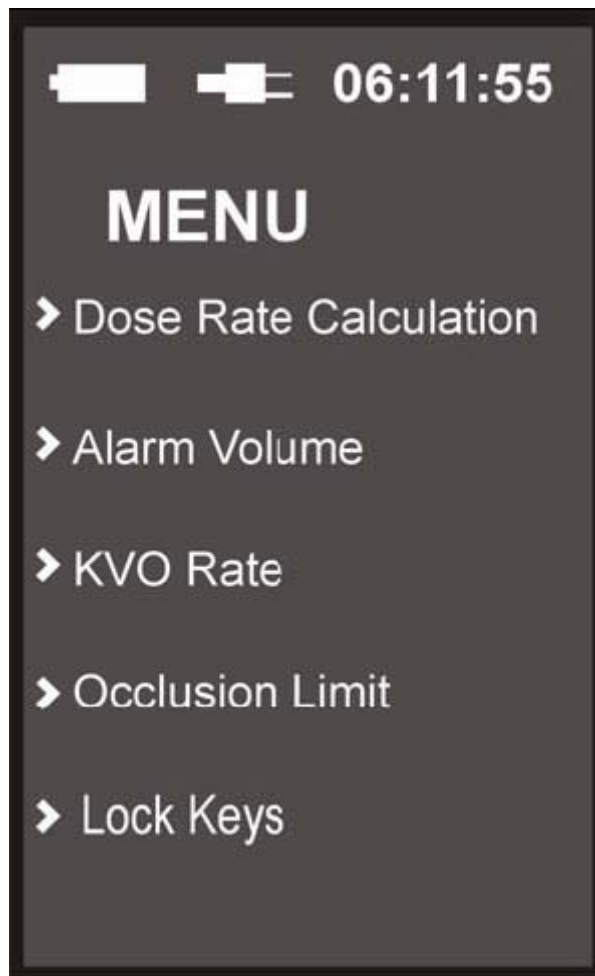 06:11:55
MENU
Dose Rate Calculation
Alarm Volume
KVO Rate
Occlusion Limit
Lock Keys